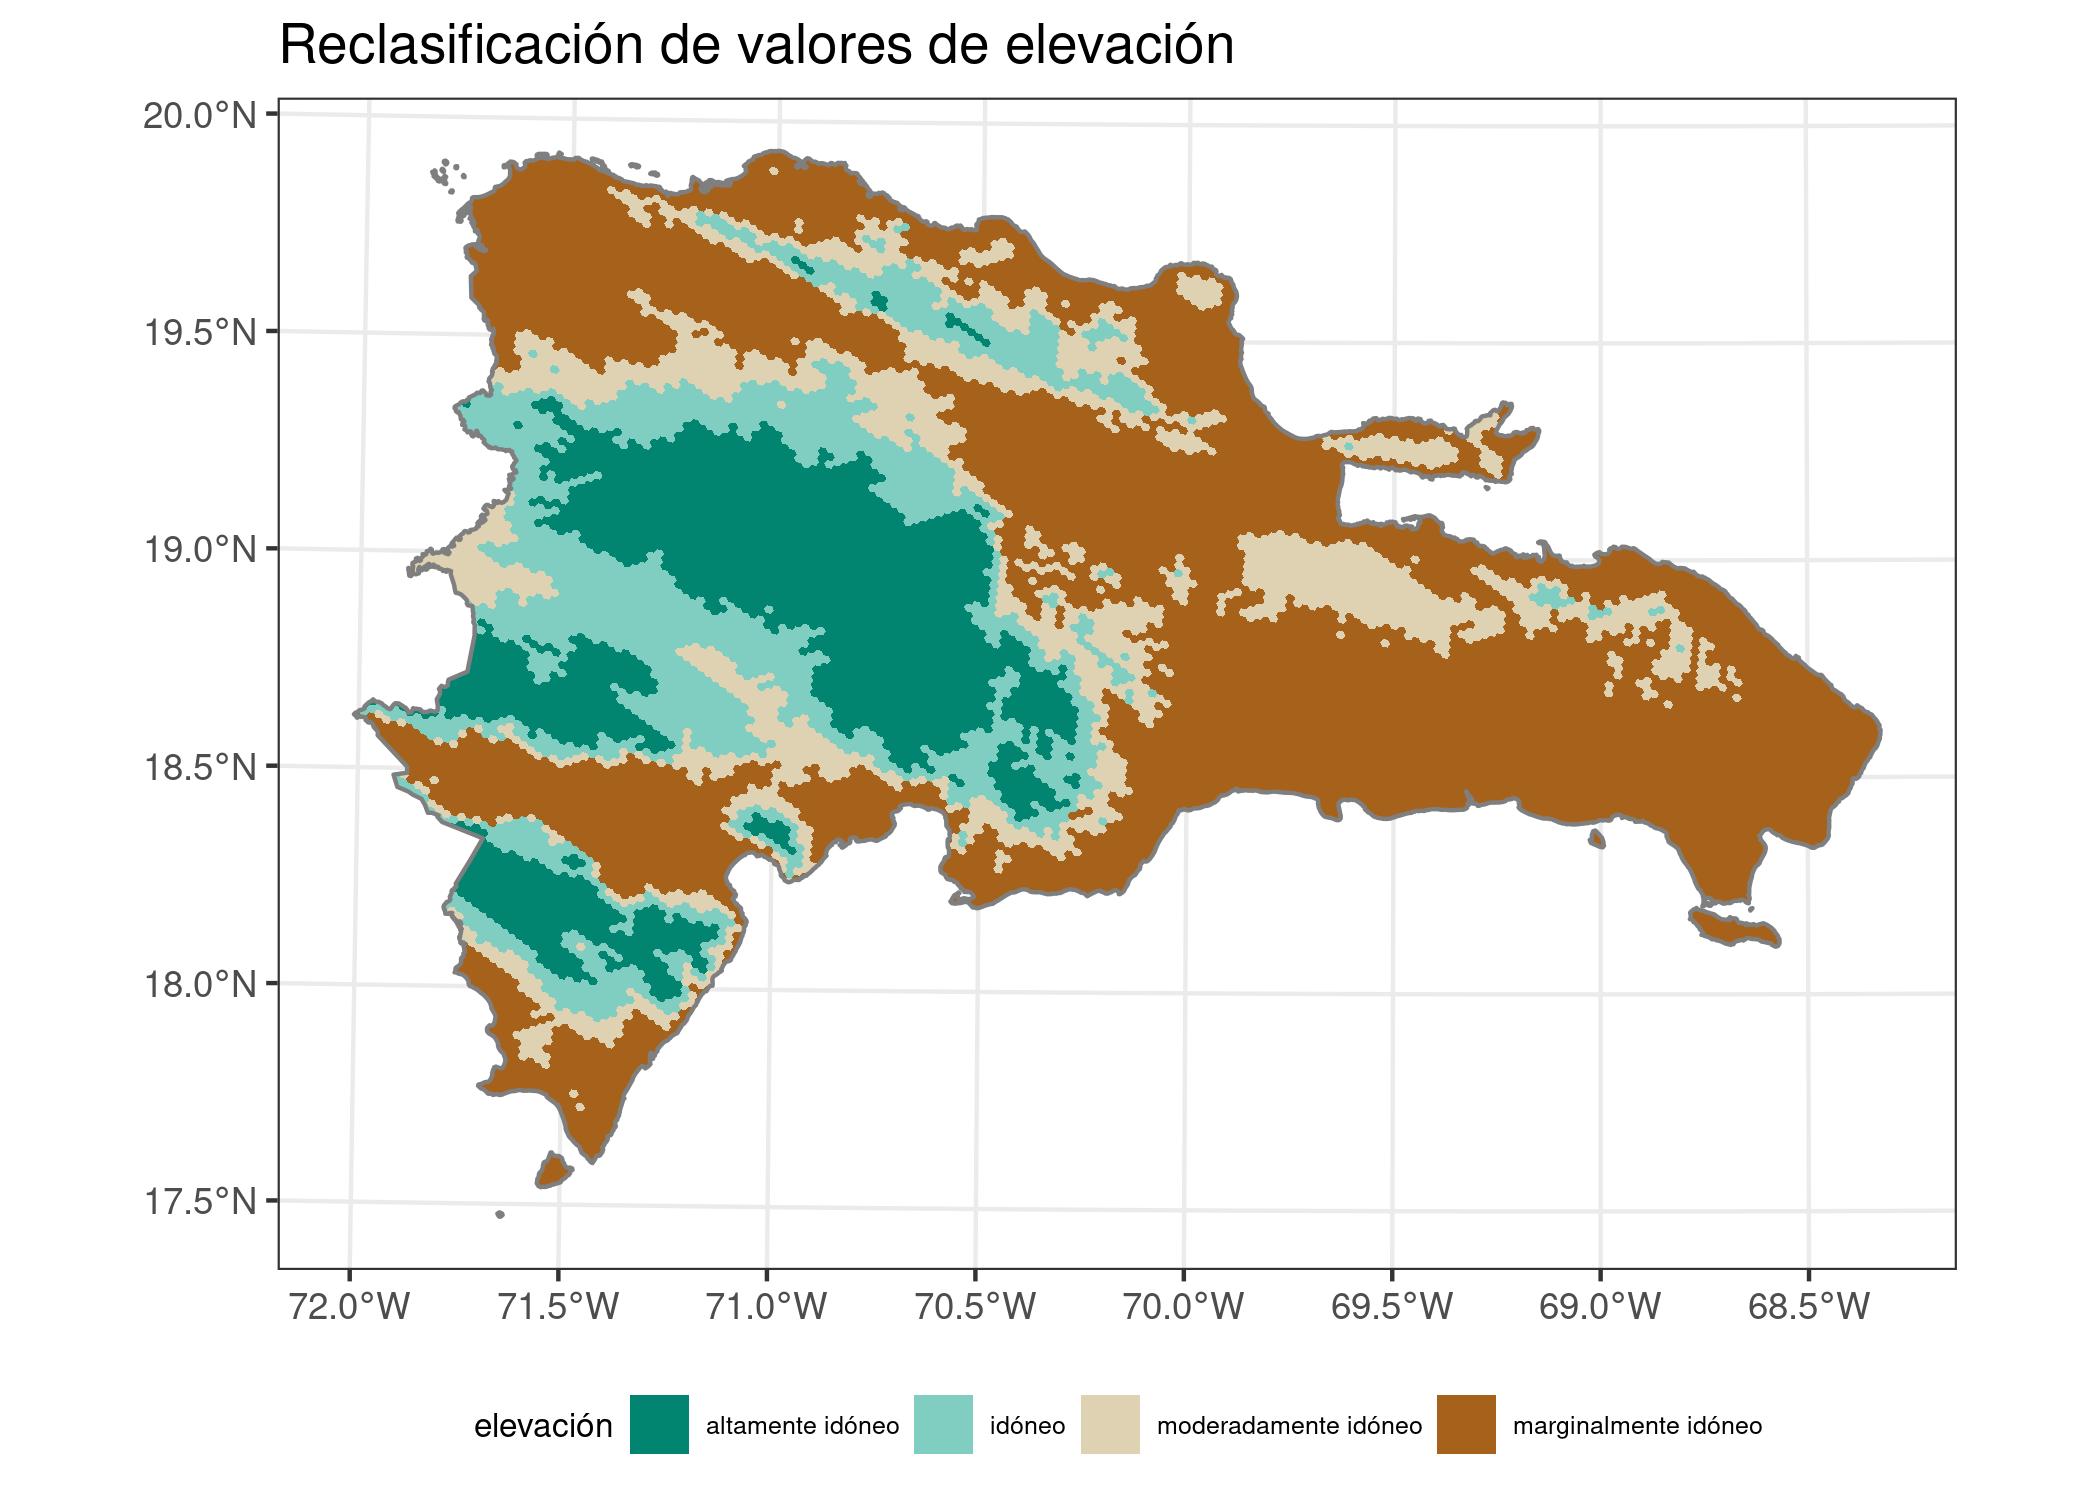 Reclasificación de valores de elevación
20.0°N
19.5°N
19.0°N
18.5°N
18.0°N
17.5°N
72.0°W 71.5°W 71.0°W 70.5°W 70.0°W 69.5°W 69.0°W 68.5°W
elevación altamente idóneo idóneo moderadamente idóneo marginalmente idóneo